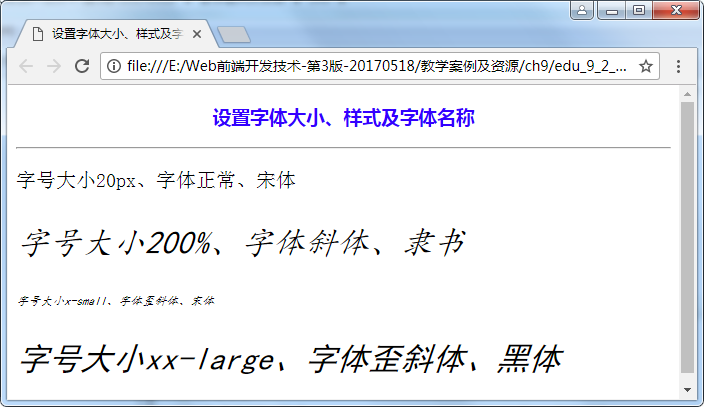 设置字体大小、样式及字
file:///E:/Web前端开发技术-第3版-20170518/教学案例及资源/ch9/edu_9_2_...
设置字体大小、样式及字体名称
字号大小20px、字体正常、宋体
字号大小200%、字体斜体、隶书
字号大小x-small、字体歪斜体、宋体
字号大小xx-large、字体歪斜体、黑体